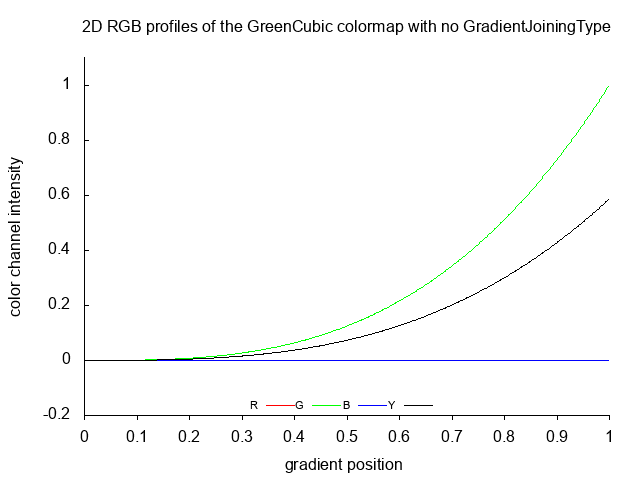 2D RGB profiles of the GreenCubic colormap with no GradientJoiningType
1
0.8
0.6
0.4
0.2
0
-0.2
color channel intensity
R G B Y
0 0.1 0.2 0.3 0.4 0.5 0.6 0.7 0.8 0.9 1
gradient position